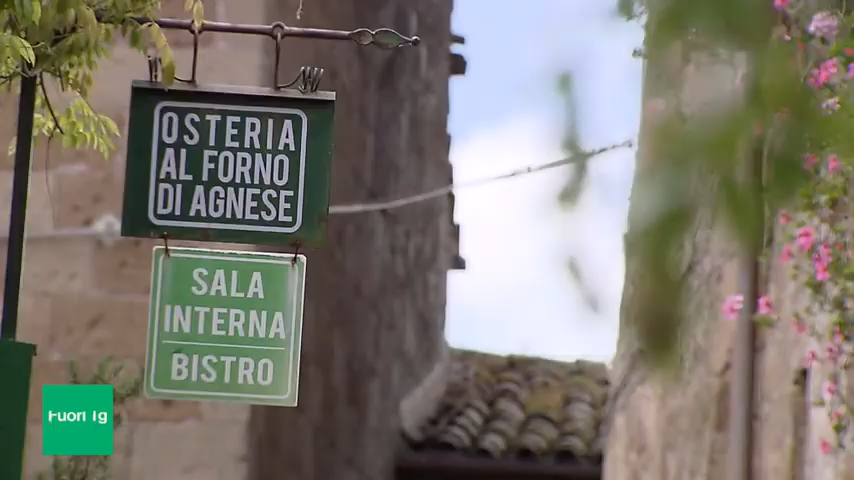 OSTERIA
AL FORNO
DI AGNESE
SALA
INTERNA
BISTRO
Fuori Tg